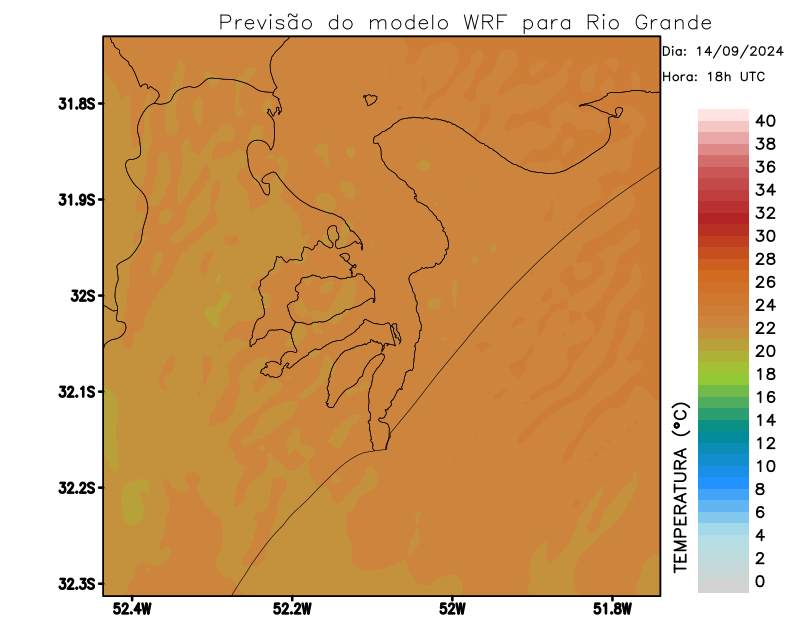 Previsão do modelo WRF para Rio Grande
Dia: 14/09/2024
Hora: 18h UTC
31.8S
31.9S
32S
32.1S
32.2S
32.3S
52.4W
52.2W
52W
51.8W
TEMPERATURA (°C)
40
38
36
34
32
30
28
26
24
22
20
18
16
14
12
10
8
6
4
2
0